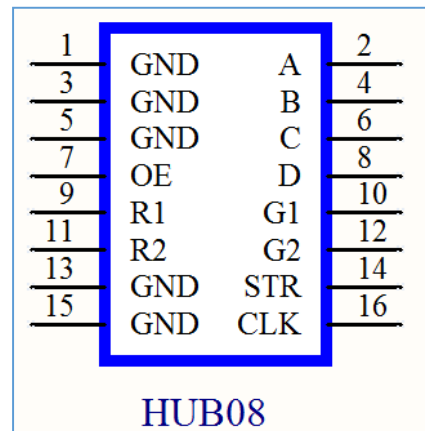 1 GND A 2
3 GND B 4
5 GND C 6
7 OE D 8
9 R1 G1 10
11 R2 G2 12
13 GND STR 14
15 GND CLK 16
HUB08